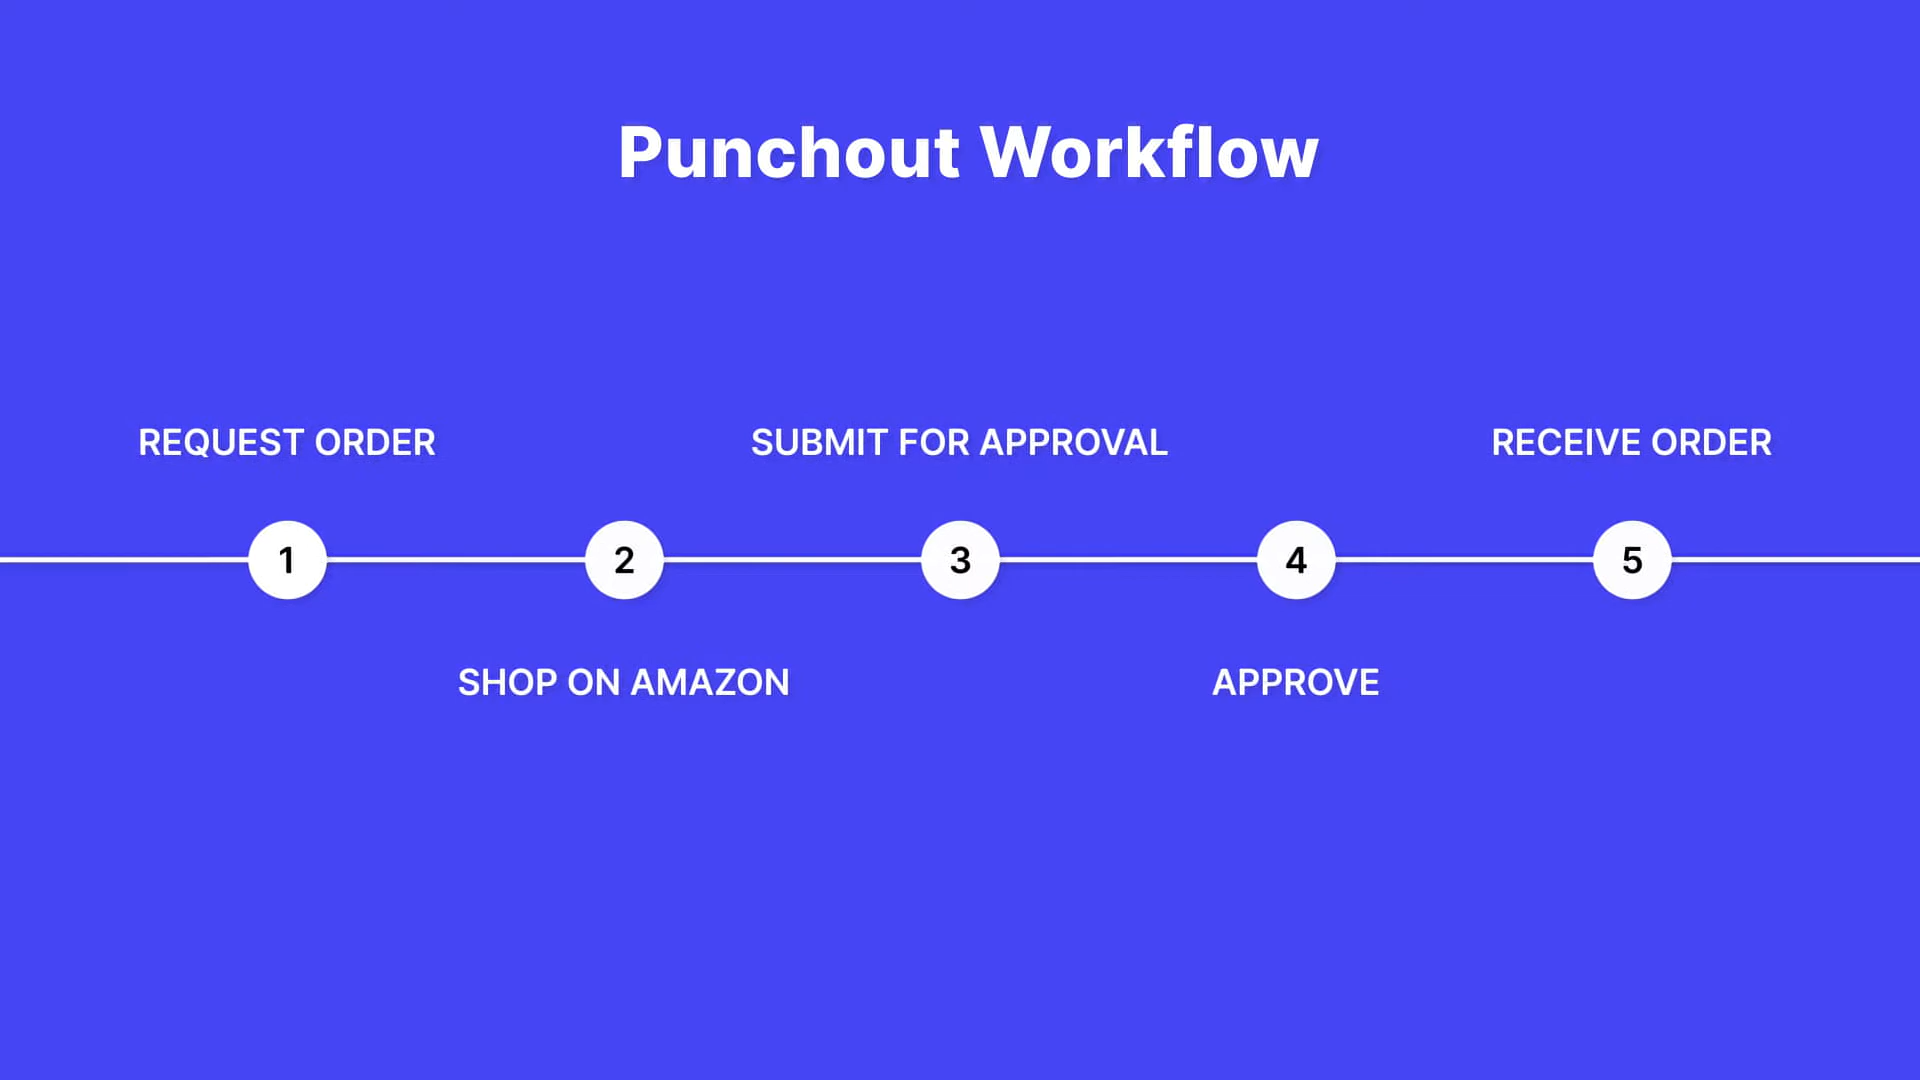 Punchout Workflow
REQUEST ORDER
SUBMIT FOR APPROVAL
RECEIVE ORDER
1
2
3
4
5
SHOP ON AMAZON
APPROVE